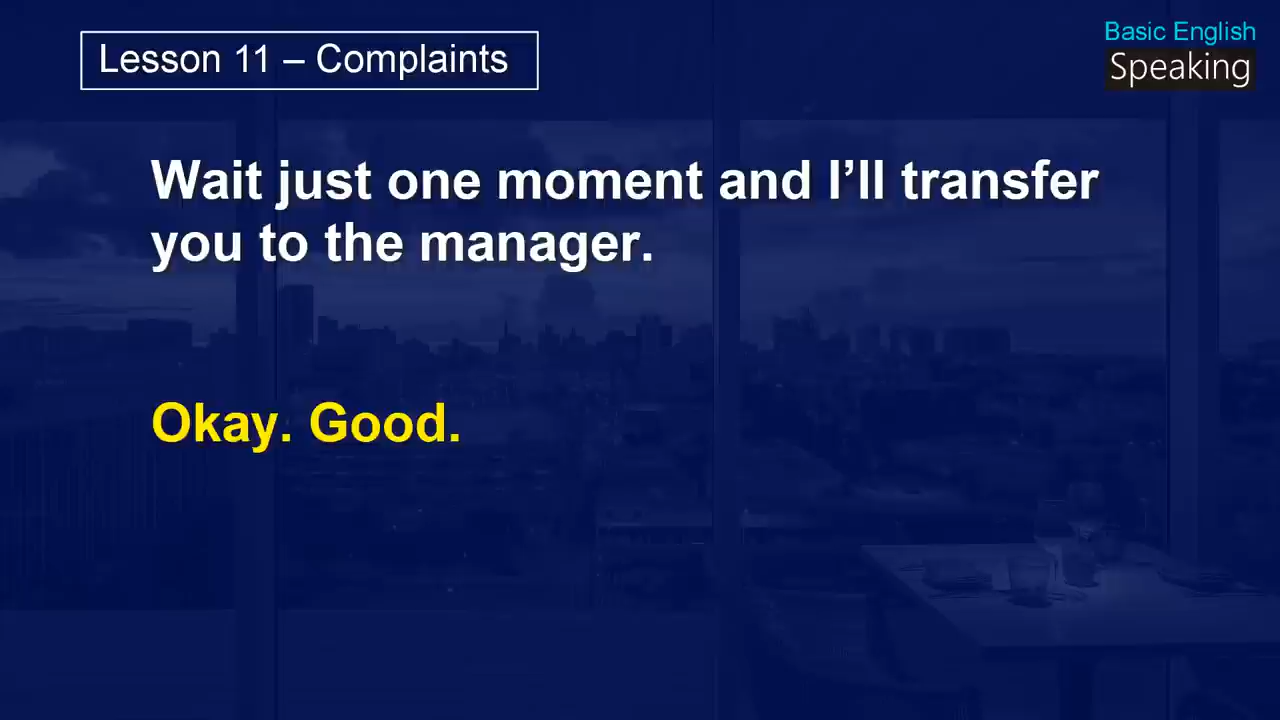 Lesson 11 – Complaints
Basic English
Speaking
Wait just one moment and I’ll transfer
you to the manager.
Okay. Good.